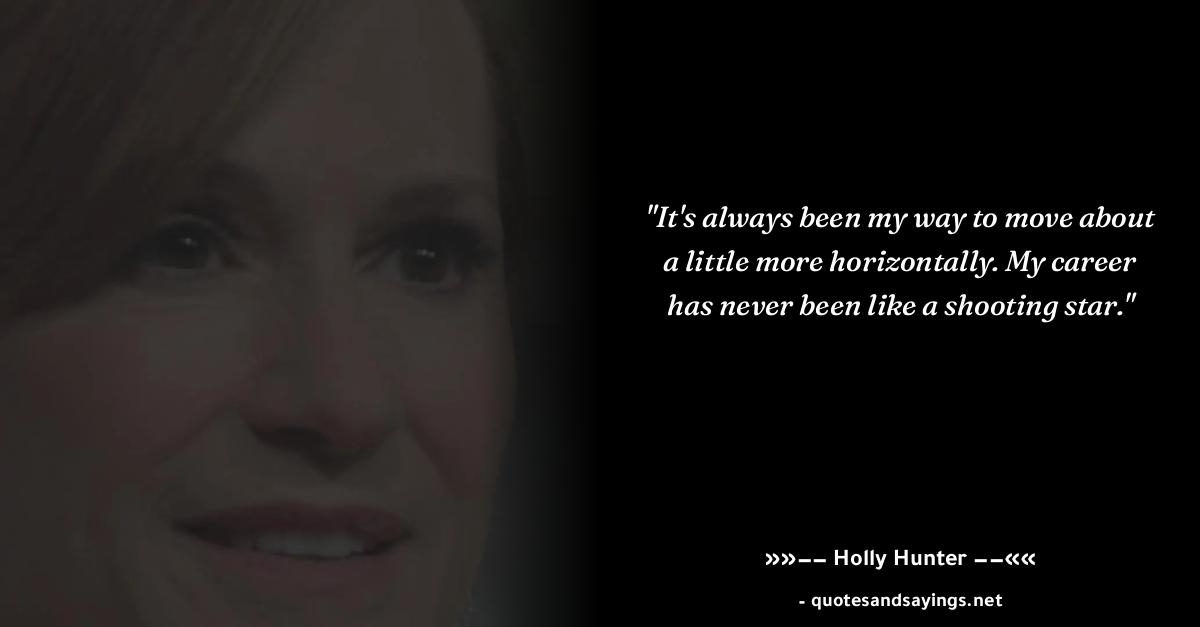 "It's always been my way to move about
a little more horizontally. My career
has never been like a shooting star."
»»−− Holly Hunter −−««
- quotesandsayings.net